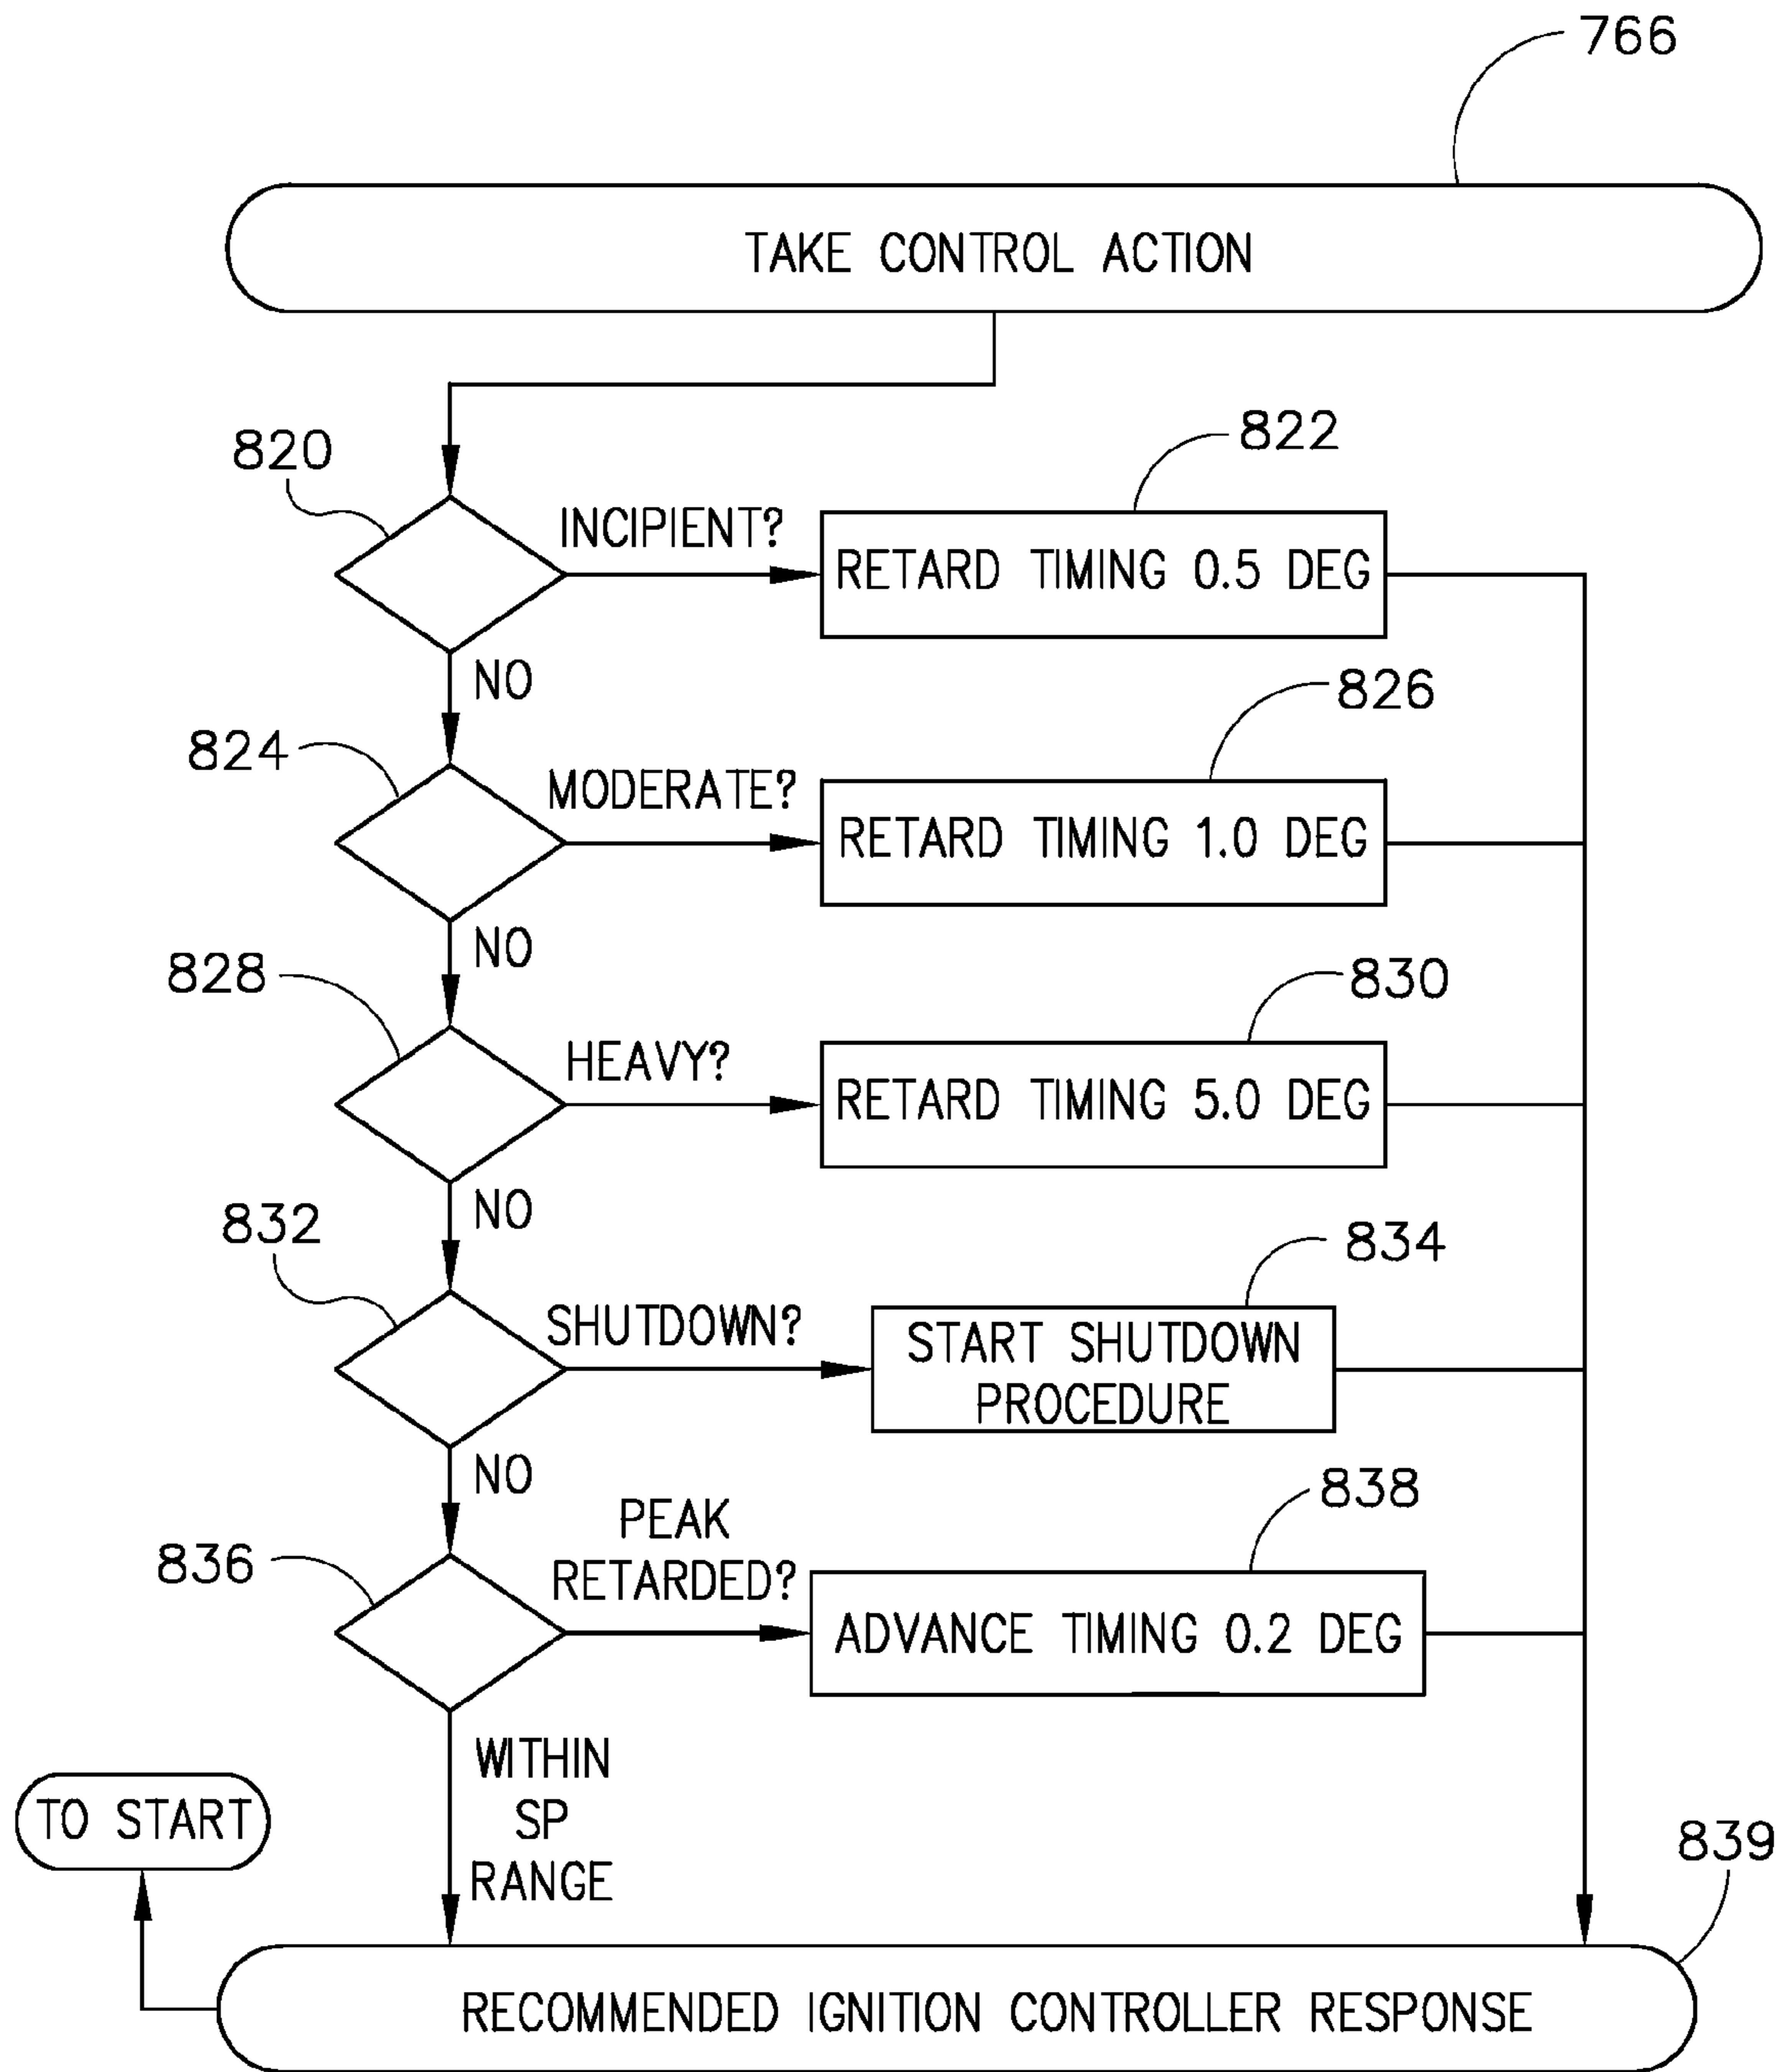 766
TAKE CONTROL ACTION
820
INCIPIENT?
822
RETARD TIMING 0.5 DEG
NO
824
MODERATE?
826
RETARD TIMING 1.0 DEG
NO
828
HEAVY?
830
RETARD TIMING 5.0 DEG
NO
832
SHUTDOWN?
834
START SHUTDOWN
PROCEDURE
NO
836
PEAK
RETARDED?
838
ADVANCE TIMING 0.2 DEG
WITHIN
SP
RANGE
TO START
839
RECOMMENDED IGNITION CONTROLLER RESPONSE